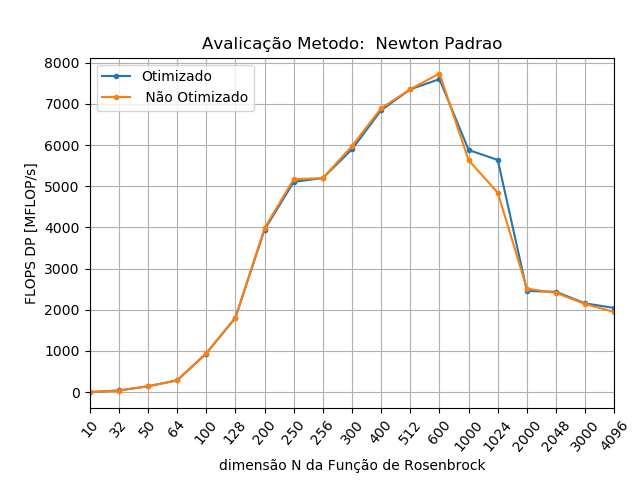 Avalicação Metodo:  Newton Padrao
Otimizado
Não Otimizado
FLOPS DP [MFLOP/s]
8000
7000
6000
5000
4000
3000
2000
1000
0
10 32 50 64 100 128 200 250 256 300 400 512 600 1000 1024 2000 2048 3000 4096
dimensão N da Função de Rosenbrock